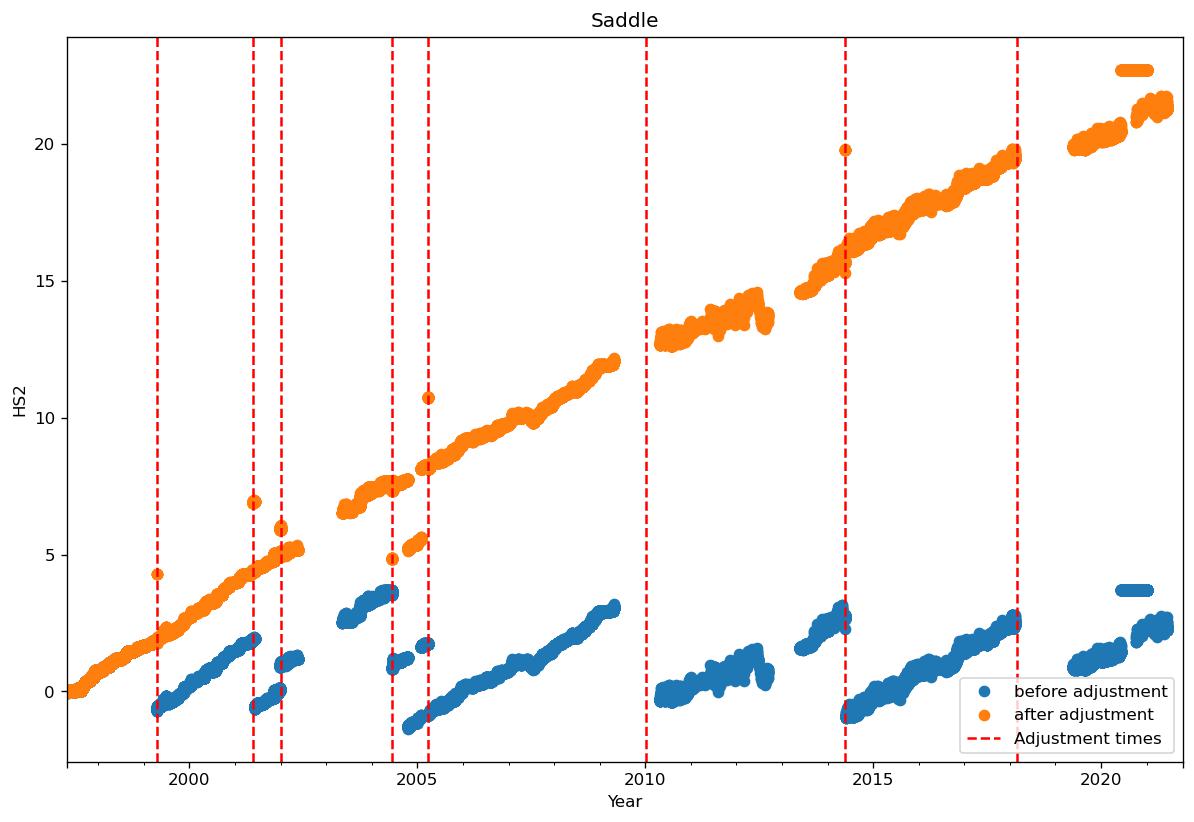 Saddle
HS2
20
15
10
5
0
before adjustment
after adjustment
Adjustment times
2000 2005 2010 2015 2020
Year